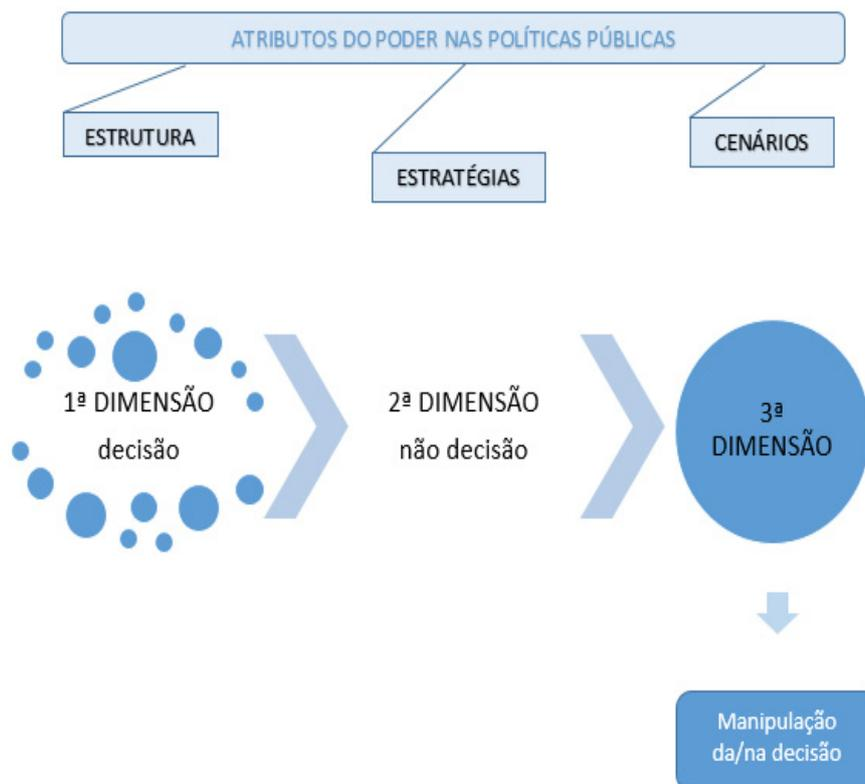 ATRIBUTOS DO PODER NAS POLÍTICAS PÚBLICAS
ESTRUTURA
ESTRATÉGIAS
CENÁRIOS
1ª DIMENSÃO
decisão
2ª DIMENSÃO
não decisão
3ª
DIMENSÃO
Manipulação
da/na decisão